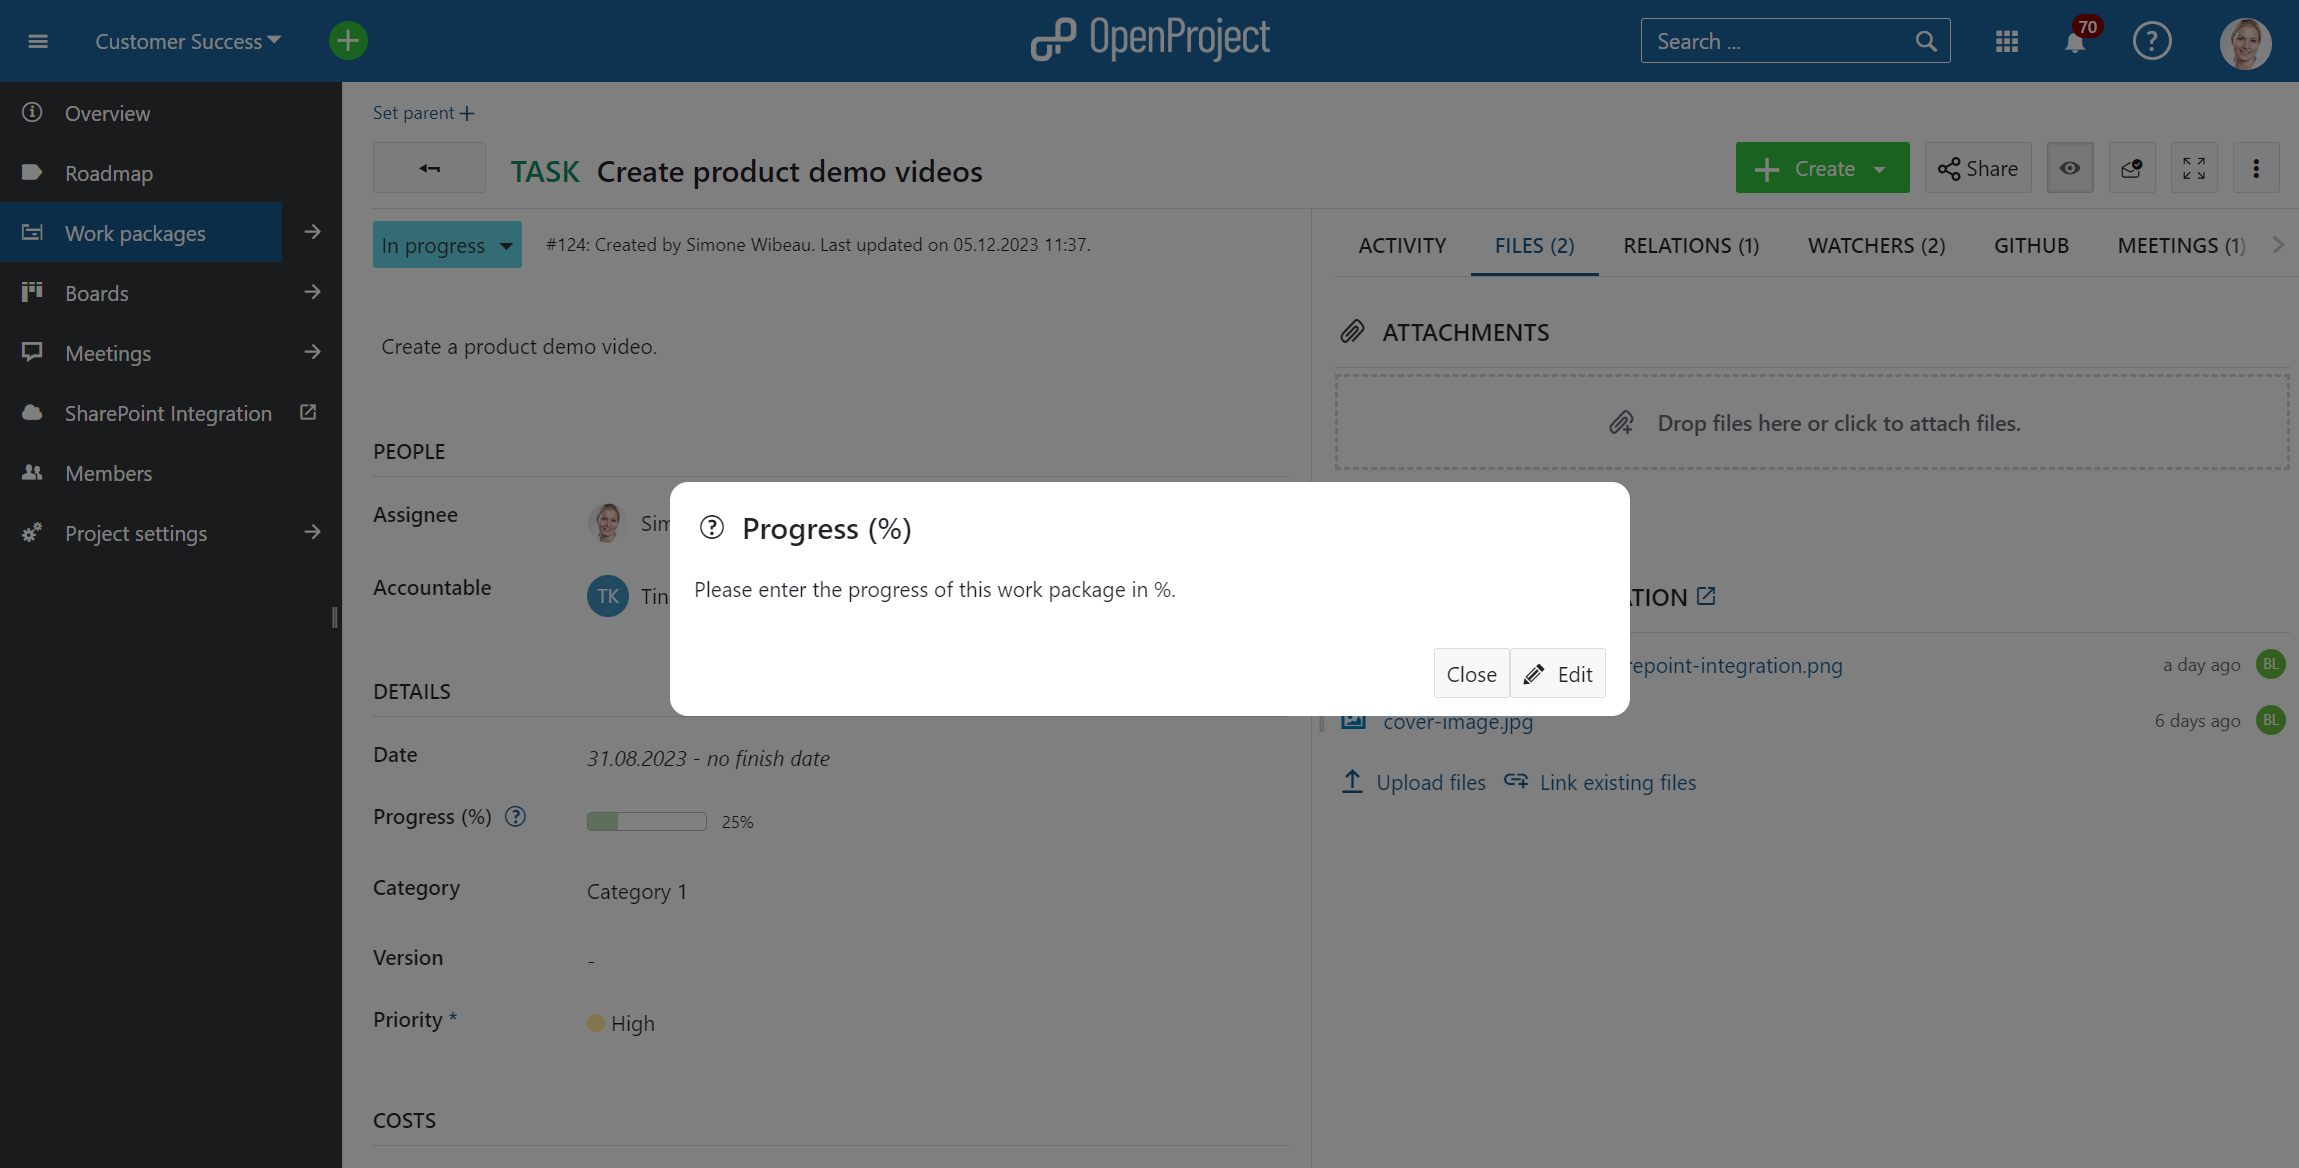 Customer Success
OpenProject
Search ...
70
Overview
Roadmap
Work packages
Boards
Meetings
SharePoint Integration
Members
Project settings
Set parent
TASK Create product demo videos
Create
Share
In progress
#124: Created by Simone Wibeau. Last updated on 05.12.2023 11:37.
Create a product demo video.
PEOPLE
Assignee
Accountable
TK
DETAILS
Date
31.08.2023 - no finish date
Progress (%)
25%
Category
Category 1
Version
-
Priority *
High
COSTS
ACTIVITY
FILES (2)
RELATIONS (1)
WATCHERS (2)
GITHUB
MEETINGS (1)
ATTACHMENTS
Drop files here or click to attach files.
Progress (%)
Please enter the progress of this work package in %.
Close
Edit
repoint-integration.png
a day ago
BL
cover-image.jpg
6 days ago
BL
Upload files
Link existing files